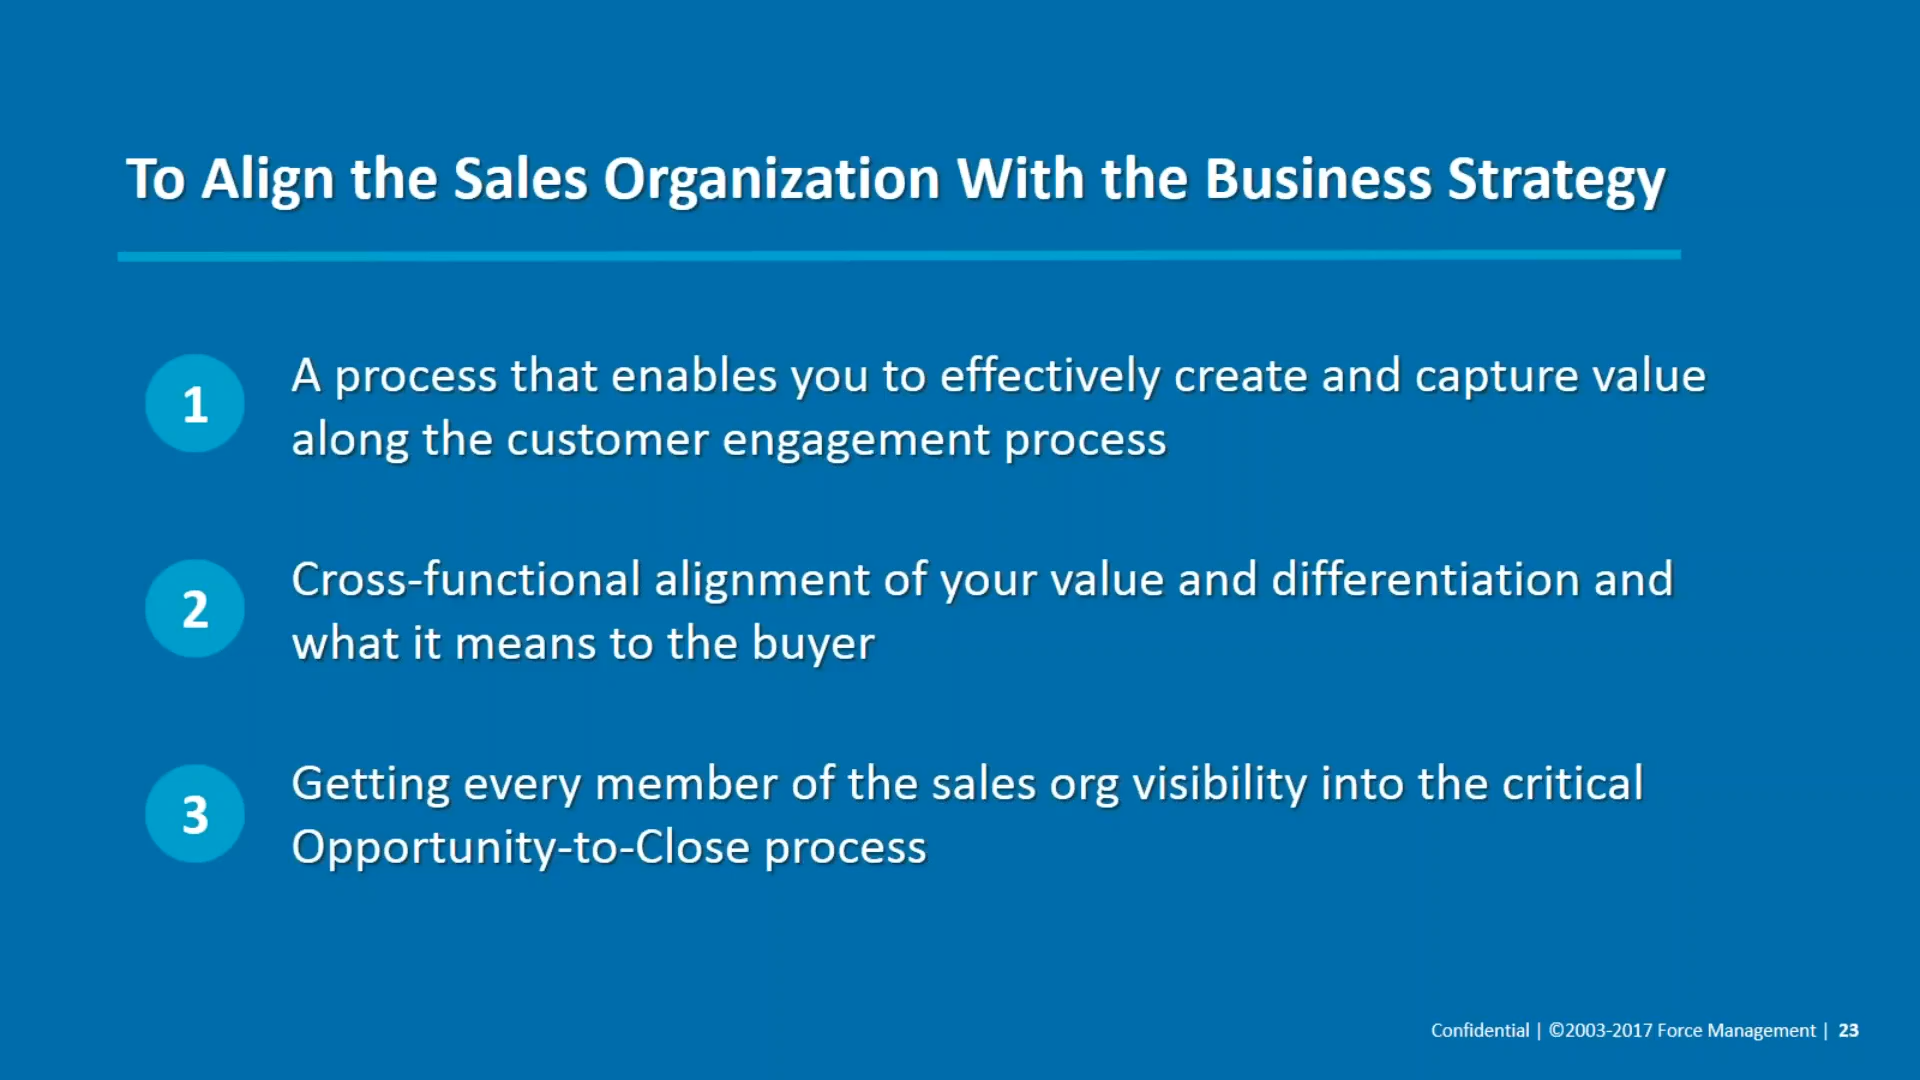 To Align the Sales Organization With the Business Strategy
1
A process that enables you to effectively create and capture value
along the customer engagement process
2
Cross-functional alignment of your value and differentiation and
what it means to the buyer
3
Getting every member of the sales org visibility into the critical
Opportunity-to-Close process
Confidential | ©2003-2017 Force Management | 23